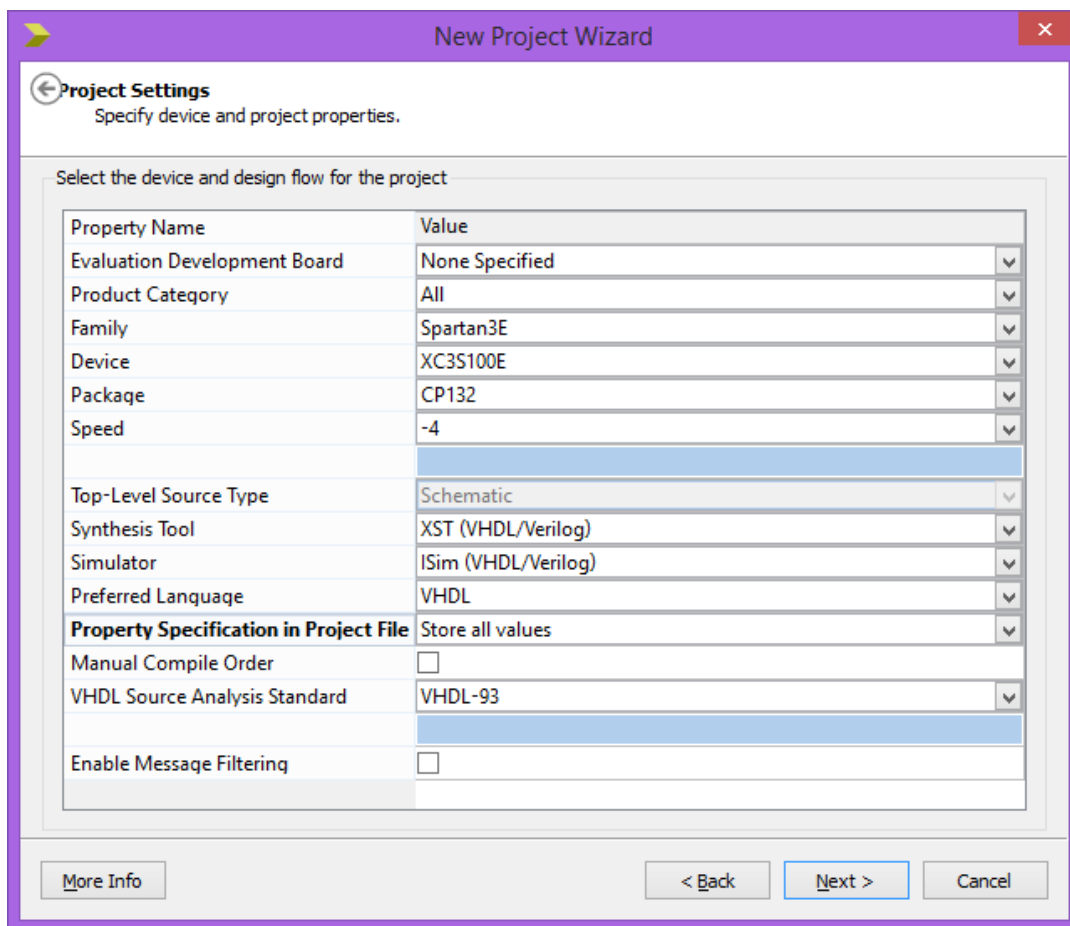 New Project Wizard
Project Settings
Specify device and project properties.
Select the device and design flow for the project
Property Name Value
Evaluation Development Board None Specified
Product Category All
Family Spartan3E
Device XC3S100E
Package CP132
Speed -4
Top-Level Source Type Schematic
Synthesis Tool XST (VHDL/Verilog)
Simulator ISim (VHDL/Verilog)
Preferred Language VHDL
Property Specification in Project File Store all values
Manual Compile Order
VHDL Source Analysis Standard VHDL-93
Enable Message Filtering
More Info < Back Next > Cancel